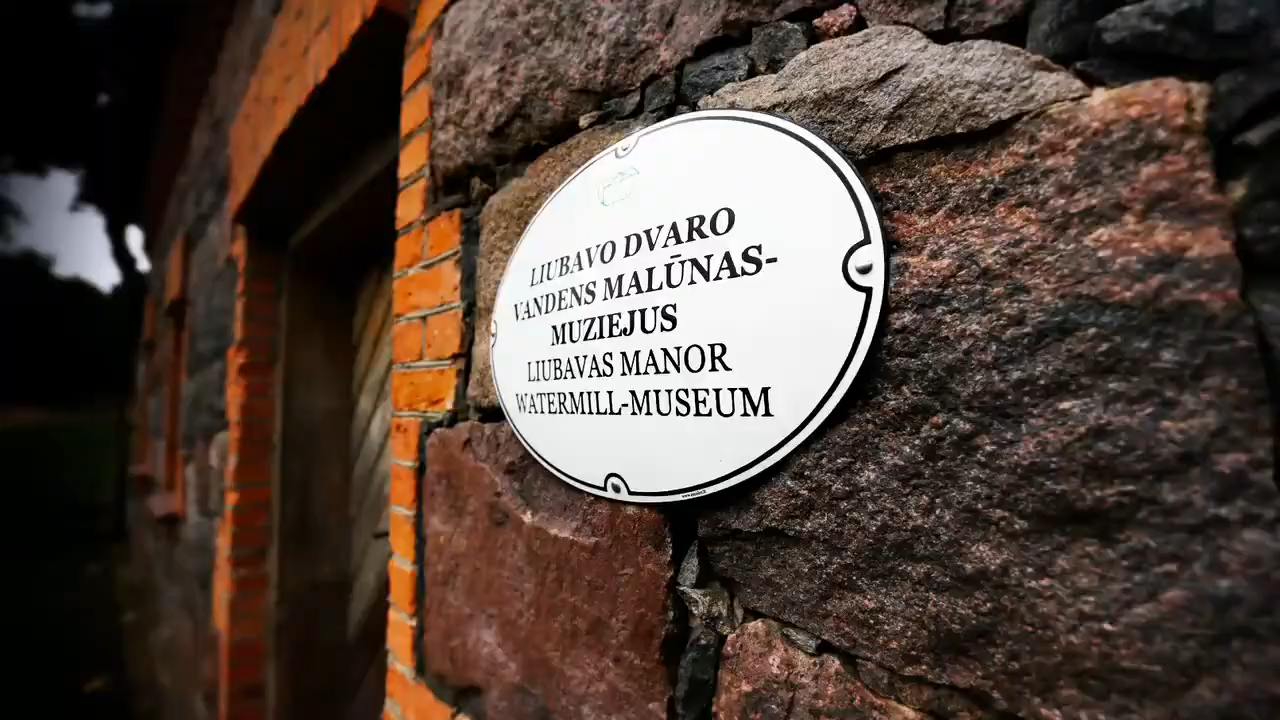 LIUBAVO DVARO
VANDENS MALŪNAS-
MUZIEJUS
LIUBAVAS MANOR
WATERMILL-MUSEUM